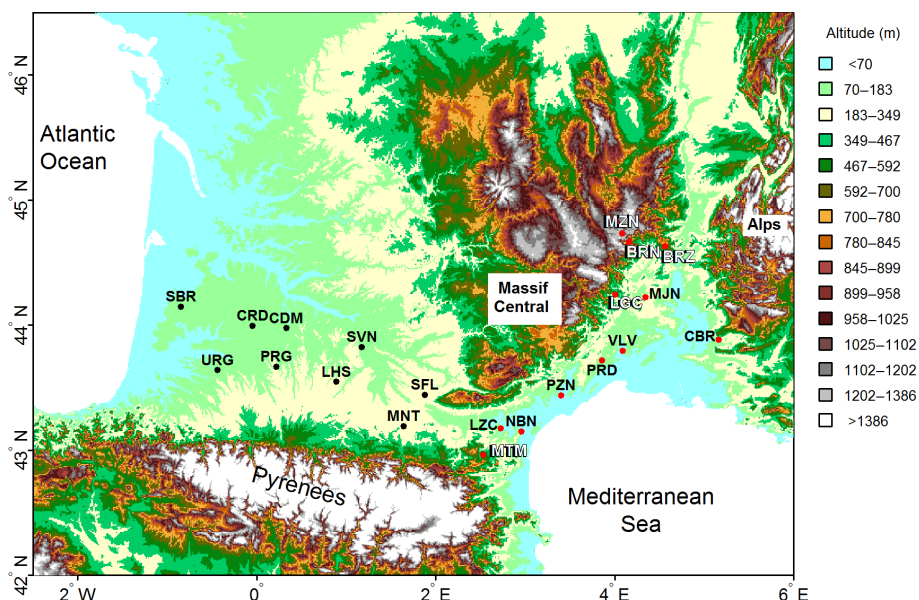 Altitude (m)
<70
70–183
183–349
349–467
467–592
592–700
700–780
780–845
845–899
899–958
958–1025
1025–1102
1102–1202
1202–1386
>1386
46° N
45° N
44° N
43° N
42° N
2° W
0°
2° E
4° E
6° E
Atlantic
Ocean
Alps
Massif
Central
Pyrenees
Mediterranean
Sea
MZN
BRN
BRZ
LGC
MJN
SBR
CRD
CDM
SVN
VLV
CBR
URG
PRG
LHS
PRD
SFL
PZN
MNT
LZC
NBN
MTM